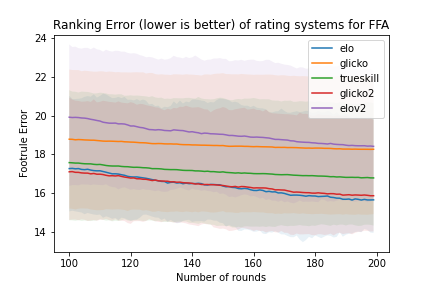 Ranking Error (lower is better) of rating systems for FFA
24
22
20
18
16
14
Footrule Error
elo
glicko
trueskill
glicko2
elov2
100
120
140
160
180
200
Number of rounds